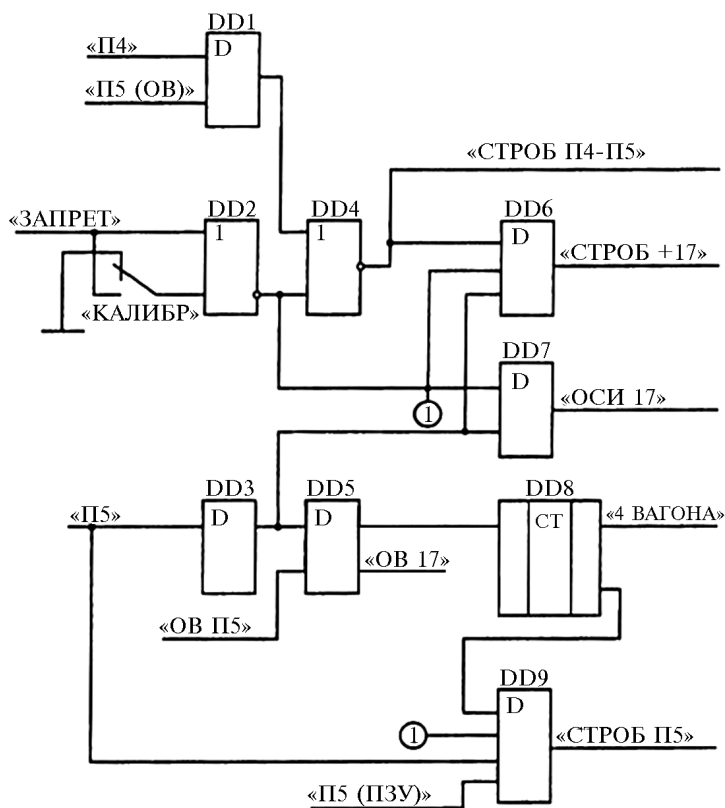 DD1
«П4»
D
«П5 (ОВ)»
«СТРОБ П4-П5»
«ЗАПРЕТ»
DD2
1
DD4
1
DD6
D
«СТРОБ +17»
«КАЛИБР»
DD7
D
«ОСИ 17»
1
DD3
DD5
DD8
«П5»
D
D
СТ
«4 ВАГОНА»
«ОВ 17»
«ОВ П5»
DD9
D
1
«СТРОБ П5»
«П5 (ПЗУ)»